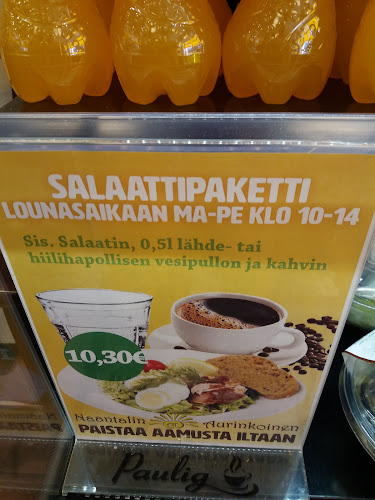 SALAATTIPAKETTI
LOUNASAIKAAN MA-PE KLO 10-14
Sis. Salaatin, 0,5l lähde- tai
hiilihapollisen vesipullon ja kahvin
10,30€
Naantalin Aurinkoinen
PAISTAA AAMUSTA ILTAAN
Paulig